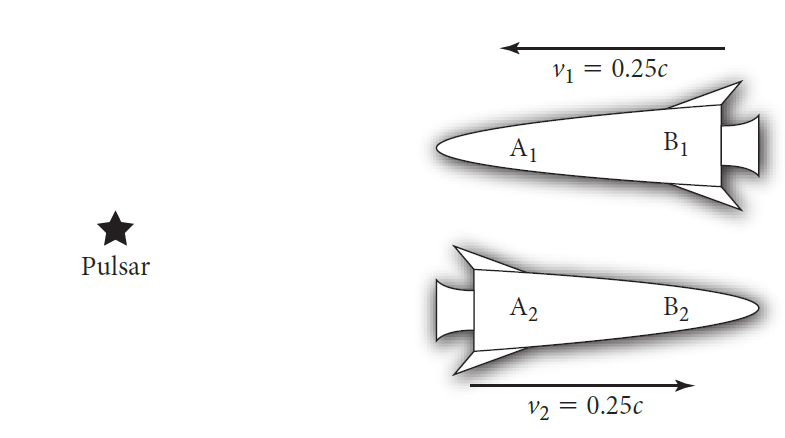 v₁ = 0.25c
A₁ B₁
Pulsar
A₂ B₂
v₂ = 0.25c